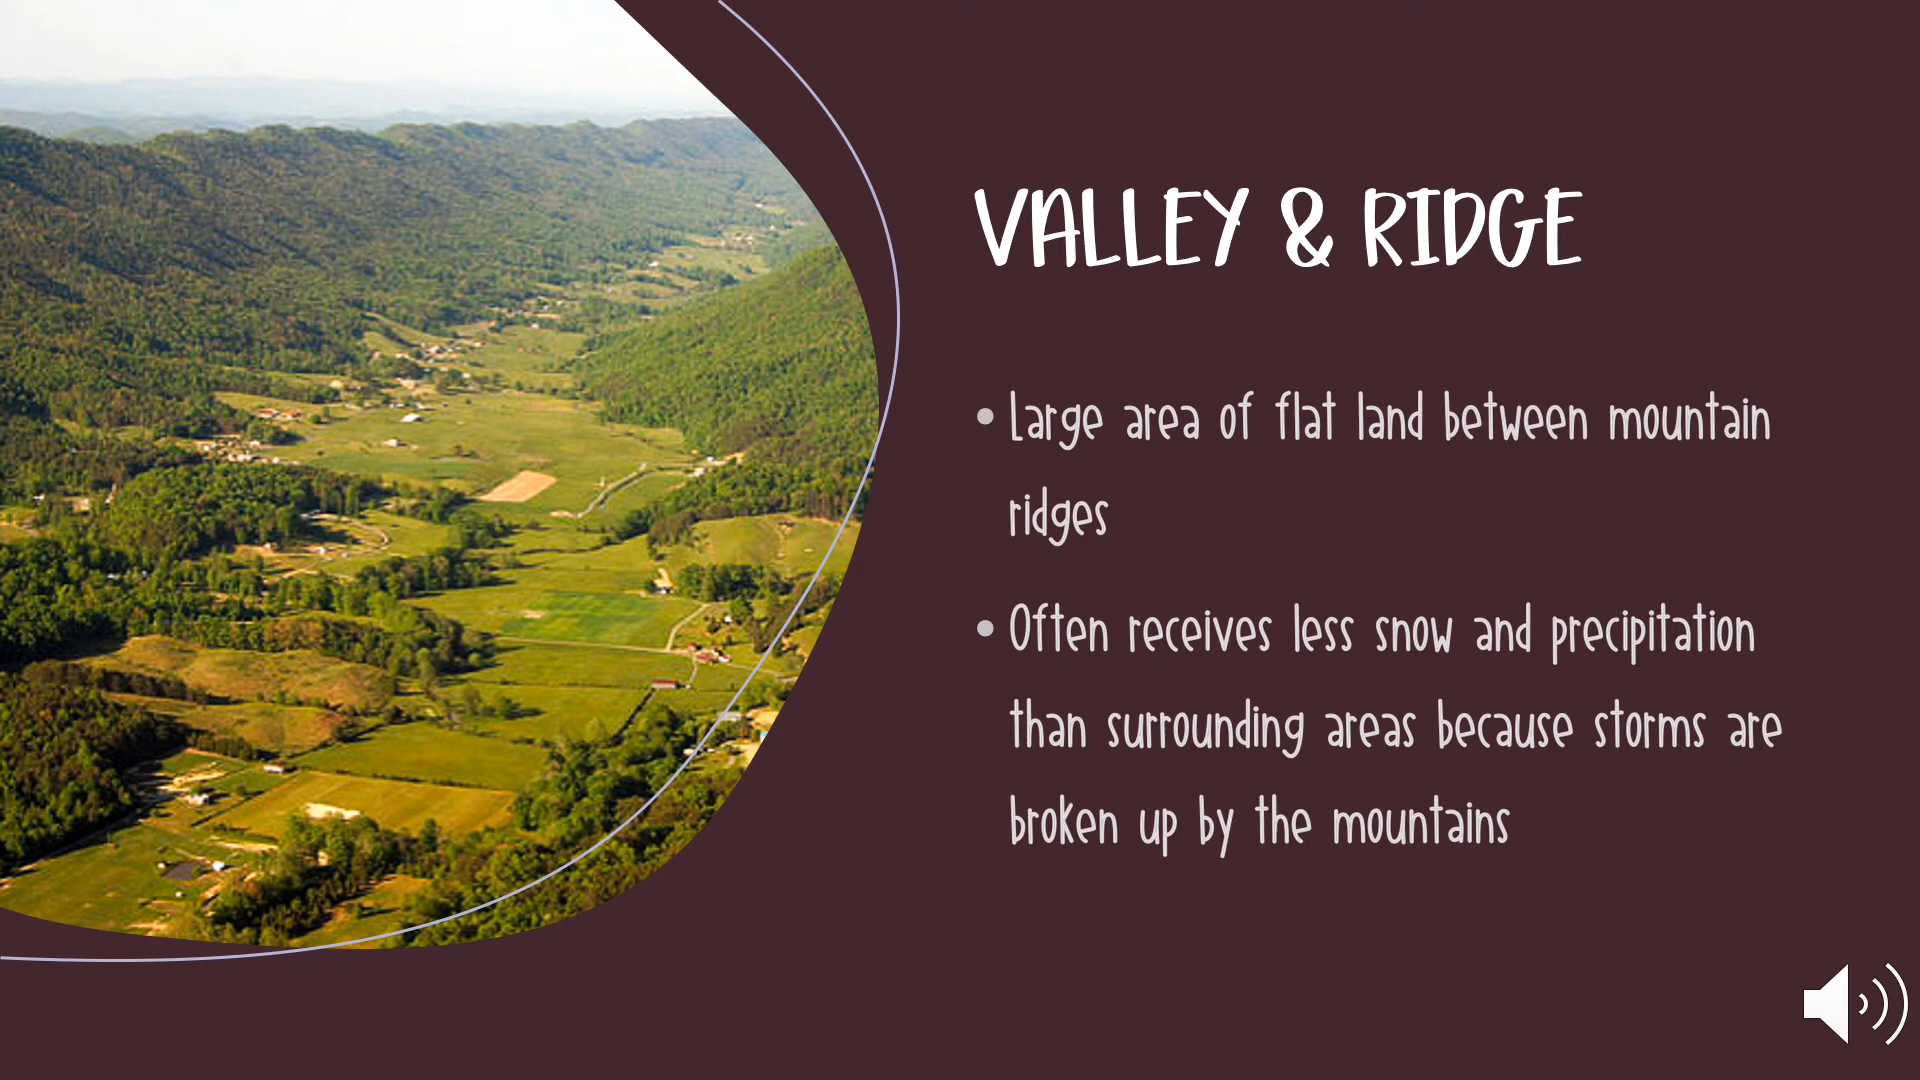 VALLEY & RIDGE
• Large area of flat land between mountain
ridges
• Often receives less snow and precipitation
than surrounding areas because storms are
broken up by the mountains